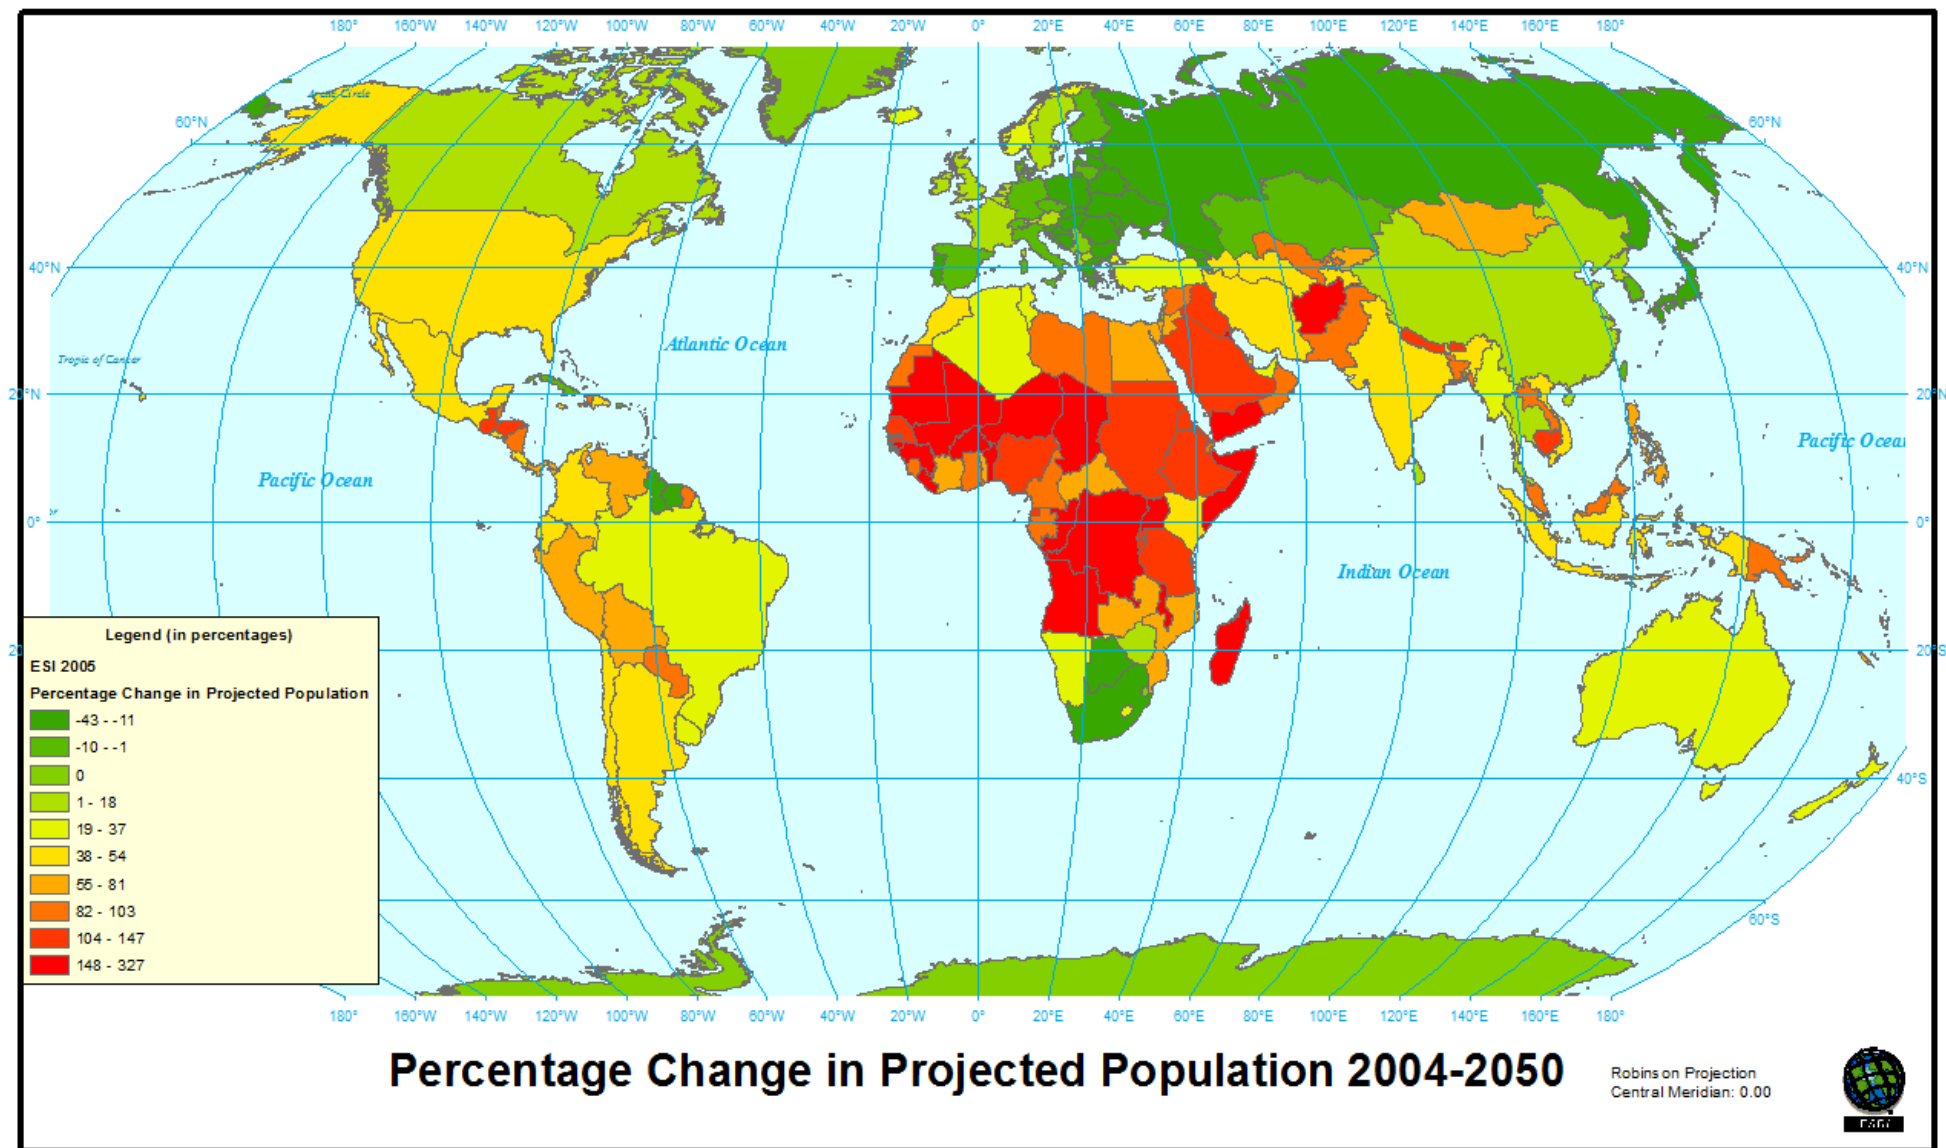 180° 160°W 140°W 120°W 100°W 80°W 60°W 40°W 20°W 0° 20°E 40°E 60°E 80°E 100°E 120°E 140°E 160°E 180°
Arctic Circle
60°N 60°N
40°N 40°N
Atlantic Ocean
Tropic of Cancer
20°N 20°N
Pacific Ocean
Pacific Ocean
0° 0°
Indian Ocean
Legend (in percentages)
20 20°S
ESI 2005
Percentage Change in Projected Population
-43 - -11
-10 - -1
0
1 - 18
19 - 37
38 - 54
55 - 81
82 - 103
104 - 147
148 - 327
40°S
60°S
180° 160°W 140°W 120°W 100°W 80°W 60°W 40°W 20°W 0° 20°E 40°E 60°E 80°E 100°E 120°E 140°E 160°E 180°
Percentage Change in Projected Population 2004-2050
Robinson Projection
Central Meridian: 0.00